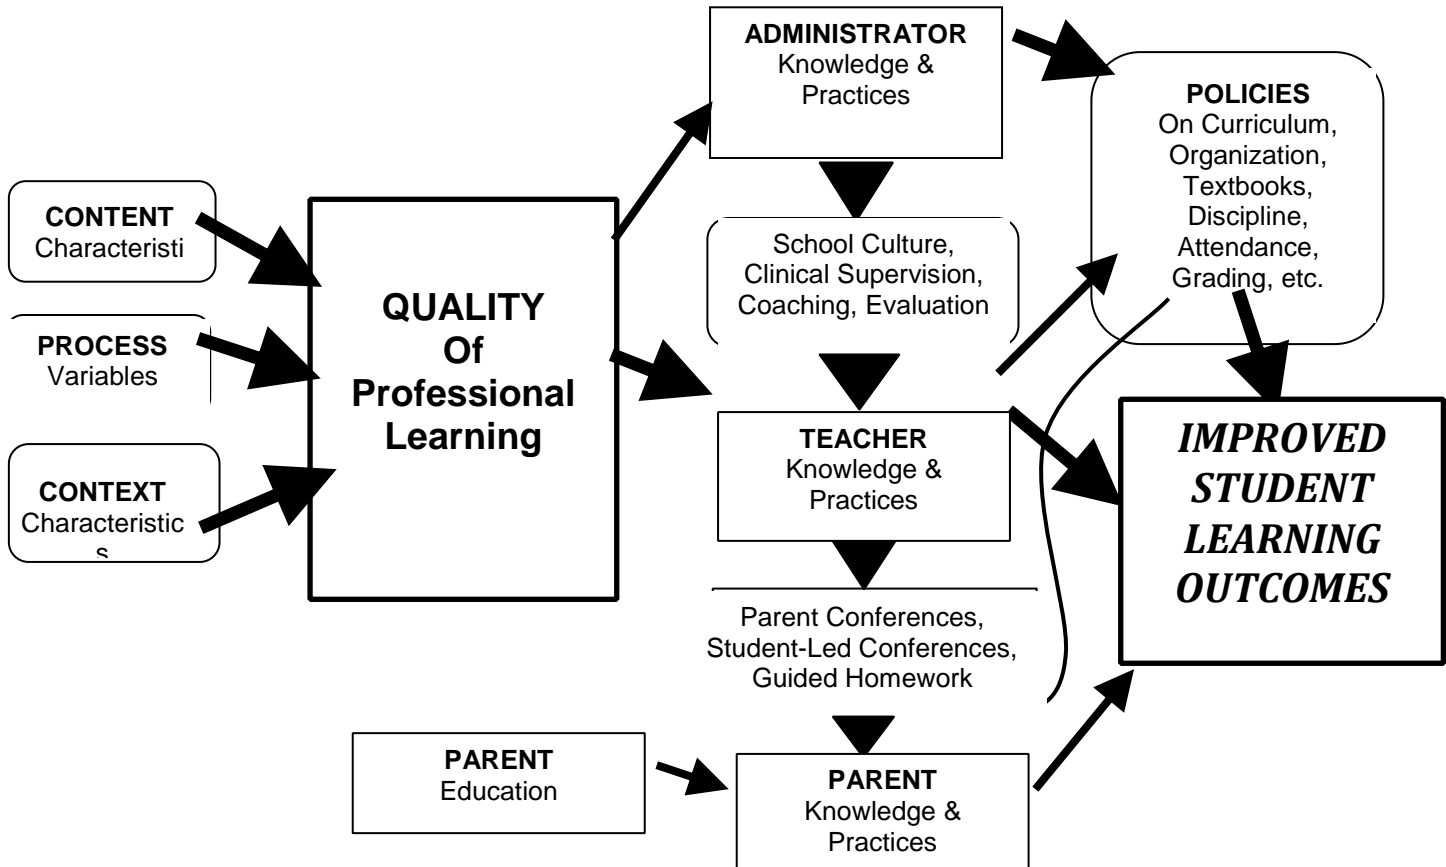 CONTENT
Characteristi
PROCESS
Variables
CONTEXT
Characteristic
s
QUALITY
Of
Professional
Learning
ADMINISTRATOR
Knowledge &
Practices
School Culture,
Clinical Supervision,
Coaching, Evaluation
TEACHER
Knowledge &
Practices
Parent Conferences,
Student-Led Conferences,
Guided Homework
PARENT
Education
PARENT
Knowledge &
Practices
POLICIES
On Curriculum,
Organization,
Textbooks,
Discipline,
Attendance,
Grading, etc.
IMPROVED
STUDENT
LEARNING
OUTCOMES